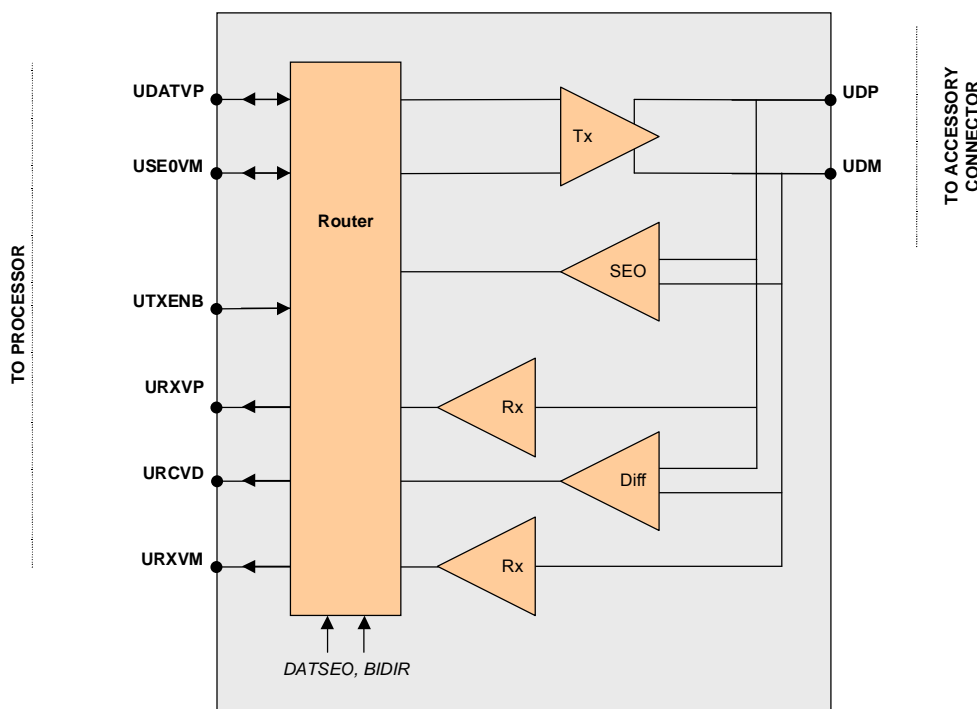 UDATVP
UDP
Tx
USE0VM
UDM
TO ACCESSORY
CONNECTOR
Router
SEO
TO PROCESSOR
UTXENB
URXVP
Rx
URCVD
Diff
URXVM
Rx
DATSEO, BIDIR